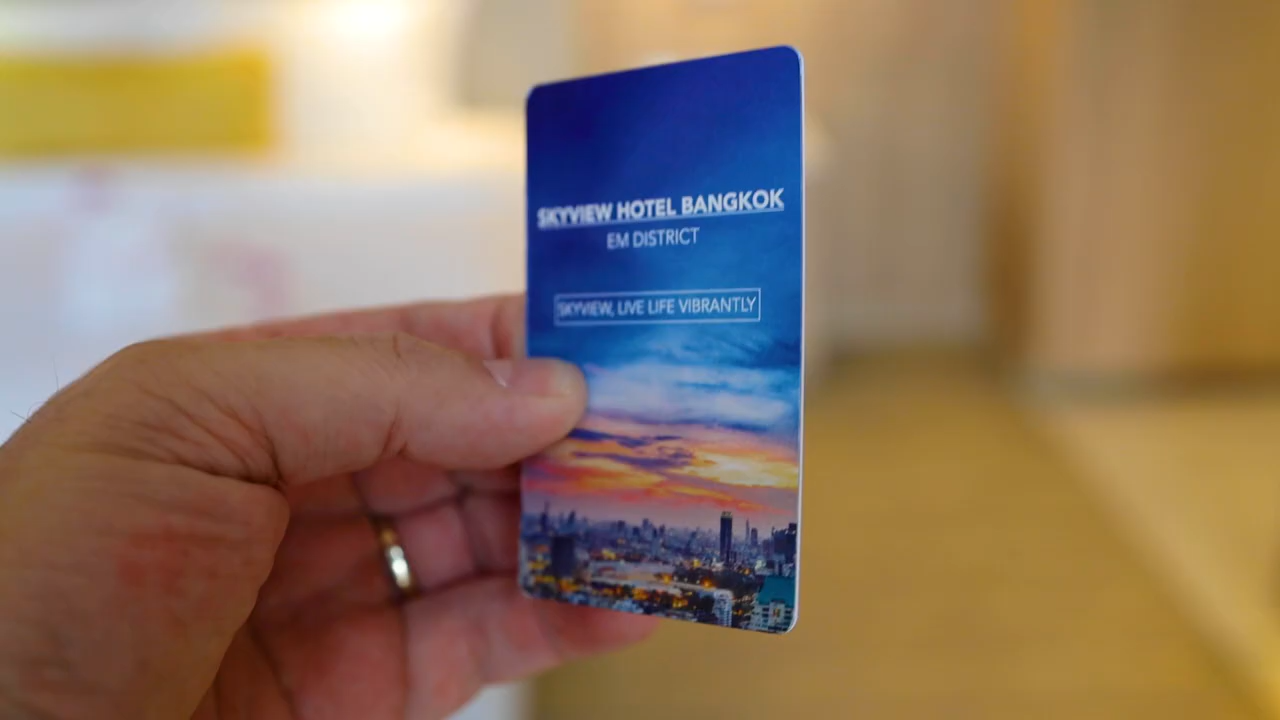 SKYVIEW HOTEL BANGKOK
EM DISTRICT
SKYVIEW, LIVE LIFE VIBRANTLY